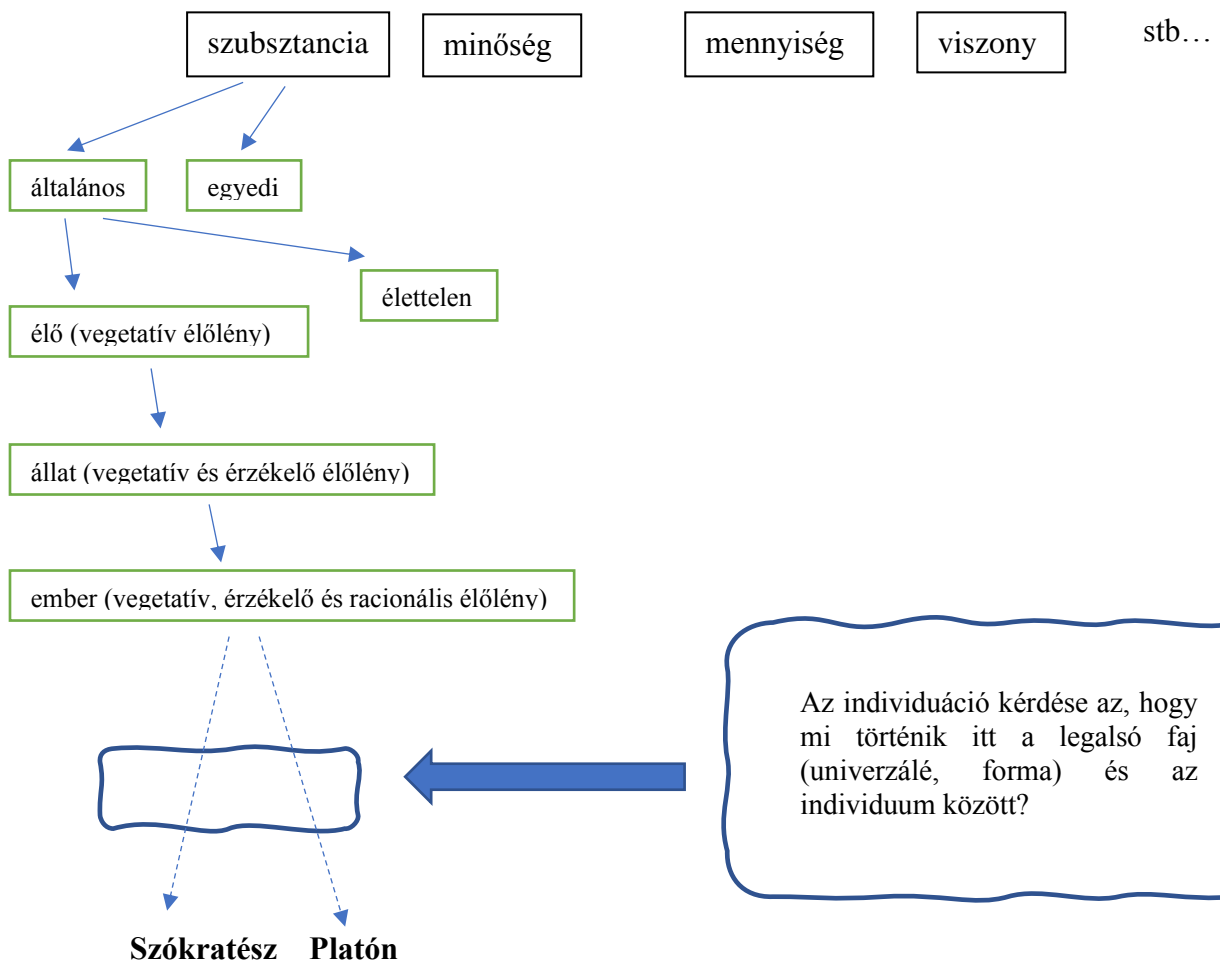 szubsztancia
minőség
mennyiség
viszony
stb…
általános
egyedi
élettelen
élő (vegetatív élőlény)
állat (vegetatív és érzékelő élőlény)
ember (vegetatív, érzékelő és racionális élőlény)
Az individuáció kérdése az, hogy
mi történik itt a legalsó faj
(univerzálé, forma) és az
individuum között?
Szókratész
Platón